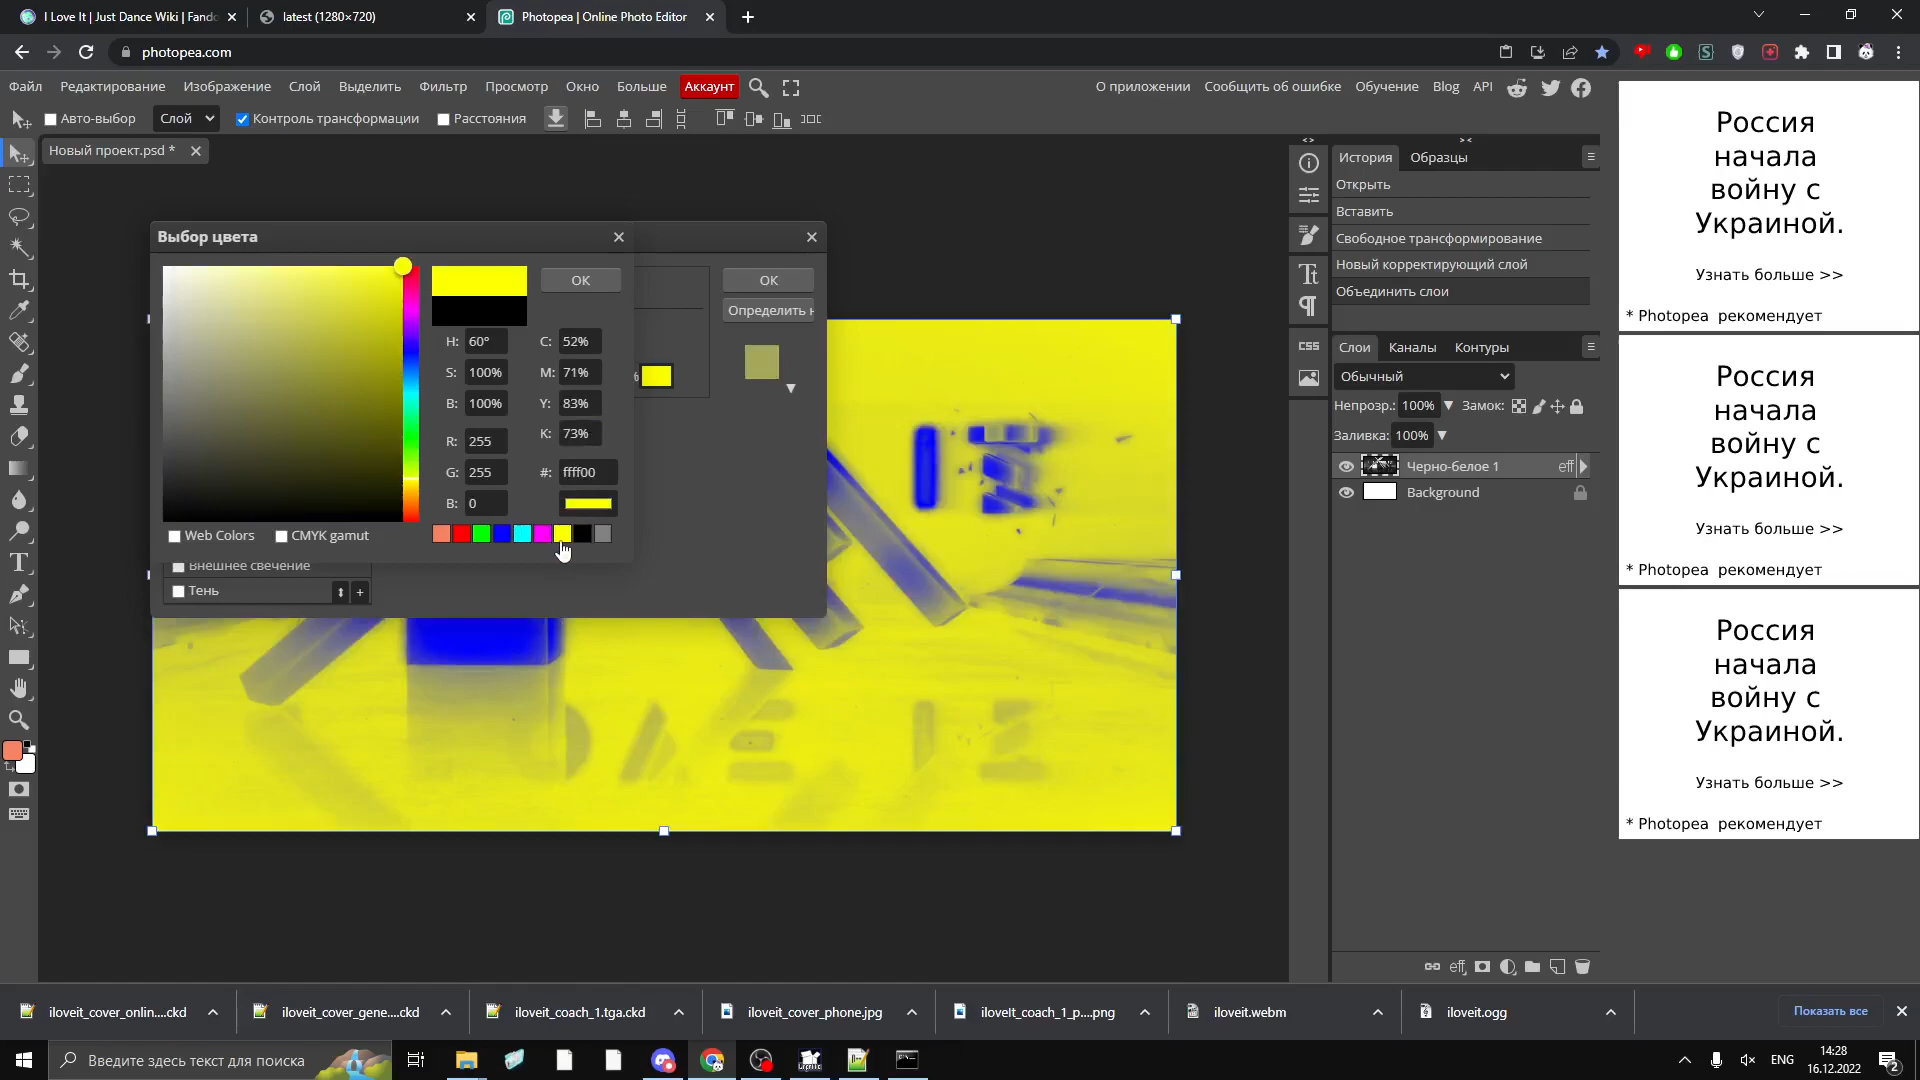 I Love It | Just Dance Wiki | Fando
latest (1280×720)
Photopea | Online Photo Editor
photopea.com
Файл Редактирование Изображение Слой Выделить Фильтр Просмотр Окно Больше Аккаунт
О приложении Сообщить об ошибке Обучение Blog API
Авто-выбор Слой Контроль трансформации Расстояния
Новый проект.psd *
Выбор цвета
OK
OK
Определить н
H: 60° C: 52%
S: 100% M: 71%
B: 100% Y: 83%
K: 73%
R: 255
G: 255 #: ffff00
B: 0
Web Colors CMYK gamut
Внешнее свечение
Тень
CSS
История Образцы
Открыть
Вставить
Свободное трансформирование
Новый корректирующий слой
Объединить слои
Слои Каналы Контуры
Обычный
Непрозр.: 100% Замок:
Заливка: 100%
Черно-белое 1 eff
Background
eff
Россия
начала
войну с
Украиной.
Узнать больше >>
* Photopea рекомендует
Россия
начала
войну с
Украиной.
Узнать больше >>
* Photopea рекомендует
Россия
начала
войну с
Украиной.
Узнать больше >>
* Photopea рекомендует
iloveit_cover_onlin....ckd
iloveit_cover_gene....ckd
iloveit_coach_1.tga.ckd
iloveit_cover_phone.jpg
iloveIt_coach_1_p....png
iloveit.webm
iloveit.ogg
Показать все
Введите здесь текст для поиска
ENG
14:28
16.12.2022
2